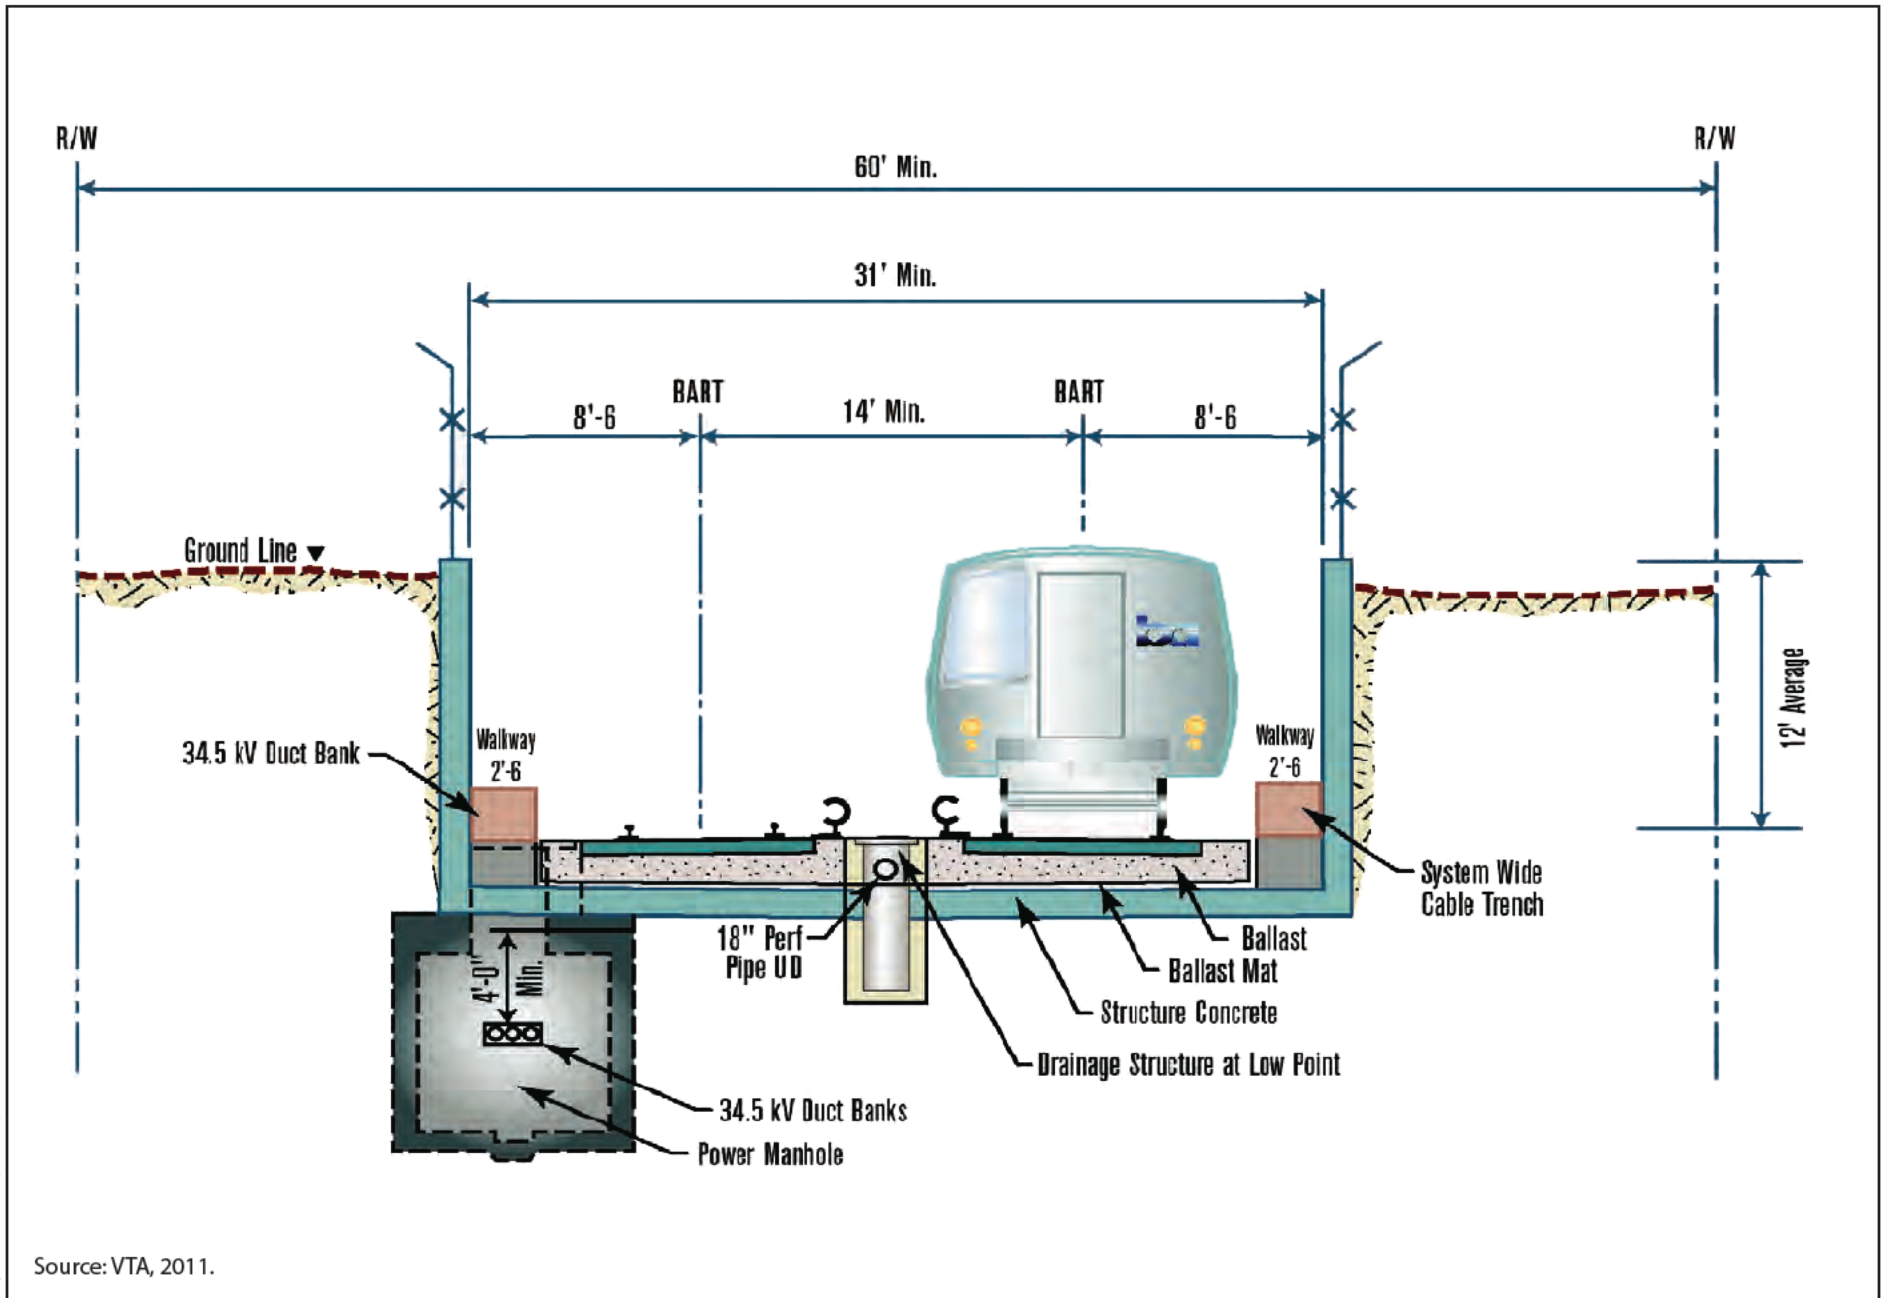 R/W
R/W
60' Min.
31' Min.
BART
BART
8'-6
14' Min.
8'-6
Ground Line
12' Average
34.5 kV Duct Bank
Walkway
2'-6
Walkway
2'-6
System Wide
Cable Trench
18" Perf
Pipe UD
Ballast
Ballast Mat
4'-0"
Min.
Structure Concrete
Drainage Structure at Low Point
34.5 kV Duct Banks
Power Manhole
Source: VTA, 2011.